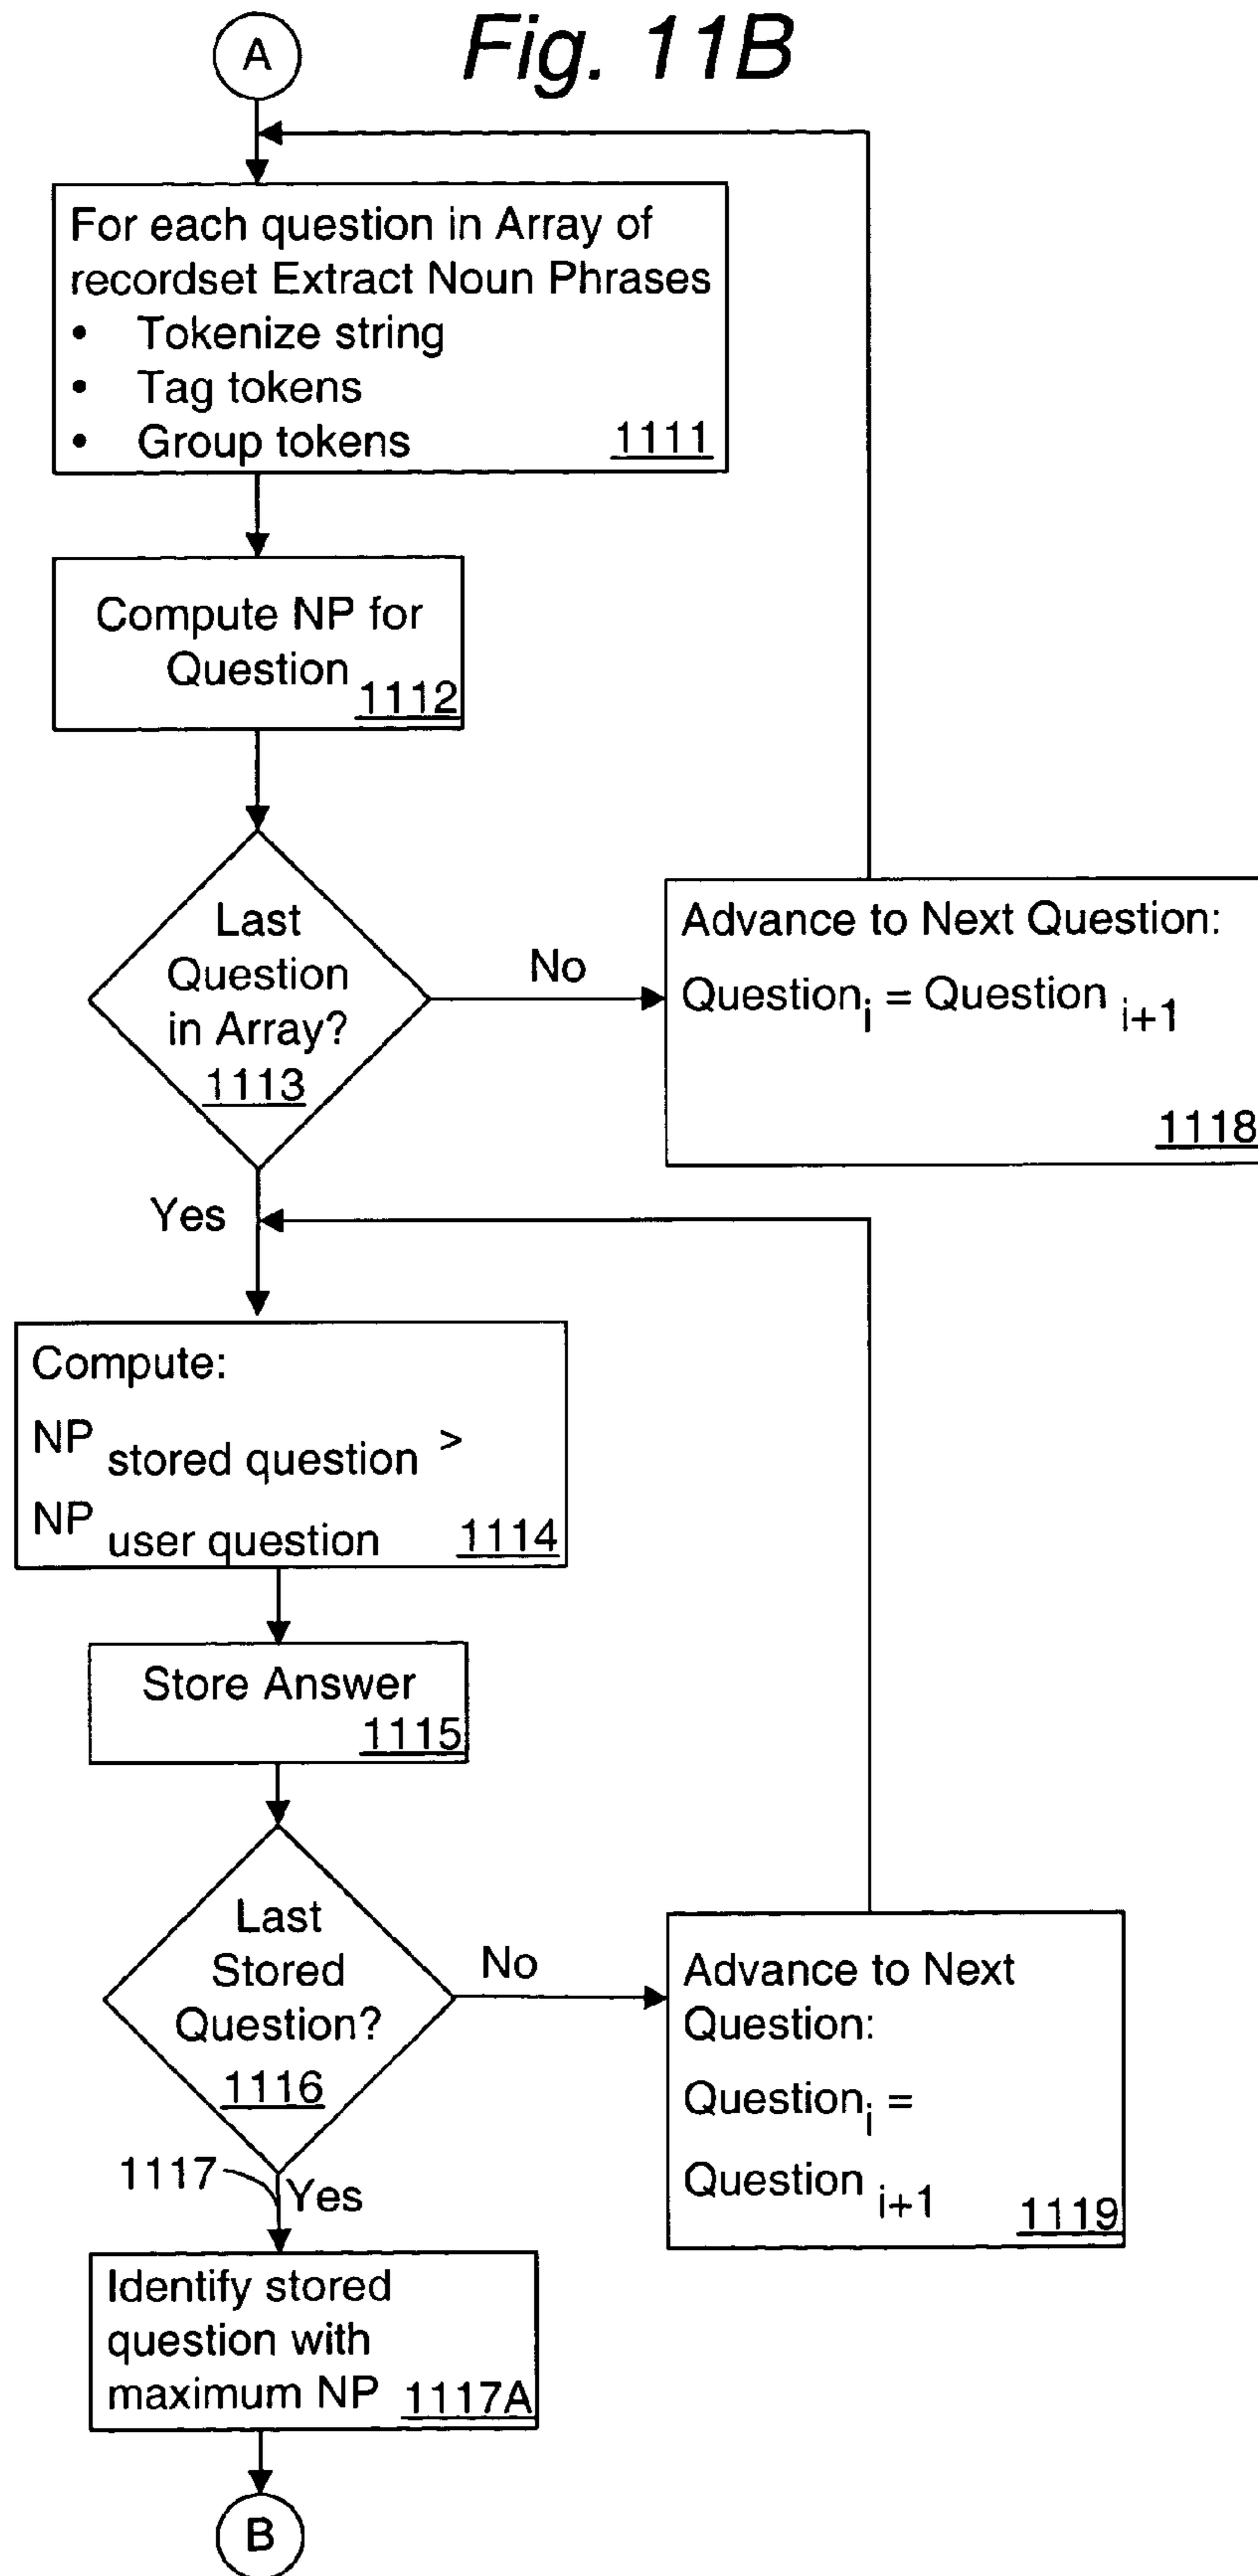 Fig. 11B
A
For each question in Array of
recordset Extract Noun Phrases
• Tokenize string
• Tag tokens
• Group tokens 1111
Compute NP for
Question 1112
Last
Question
in Array?
1113
No
Advance to Next Question:
Question i = Question i+1
1118
Yes
Compute:
NP stored question >
NP user question 1114
Store Answer
1115
Last
Stored
Question?
1116
No
Advance to Next
Question:
Question i =
Question i+1
1119
1117
Yes
Identify stored
question with
maximum NP 1117A
B